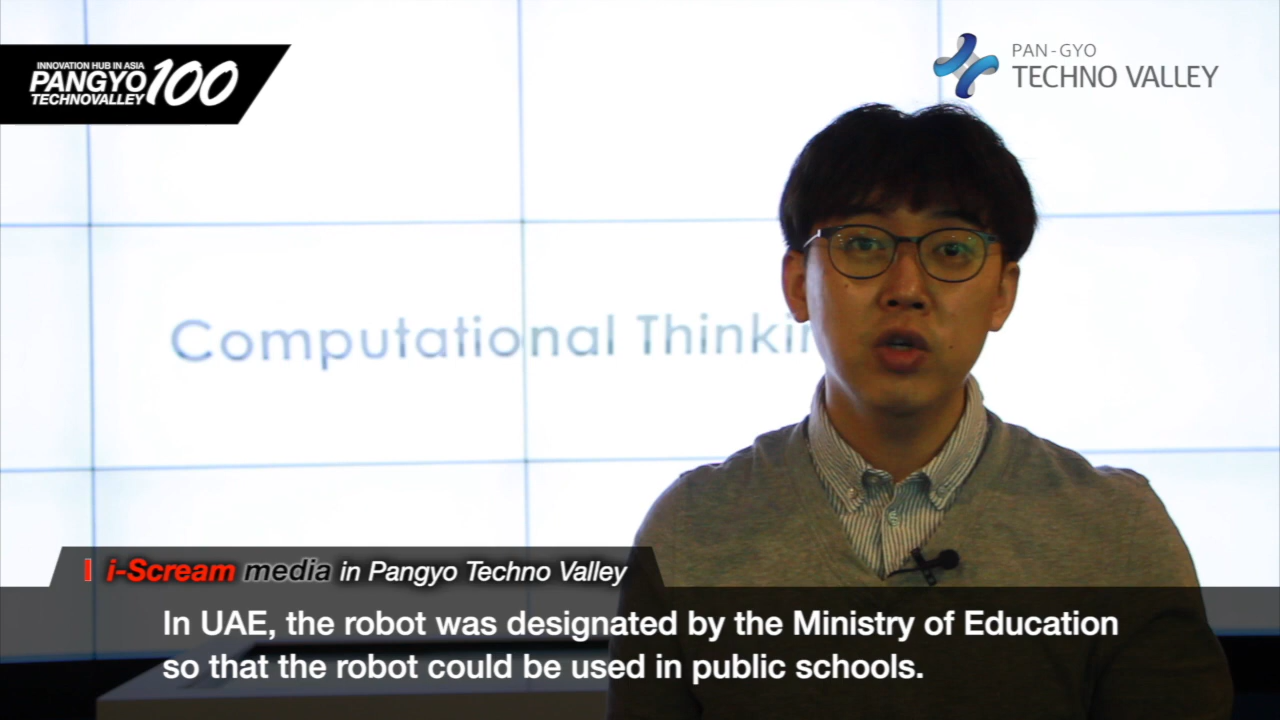 INNOVATION HUB IN ASIA
PANGYO 100
TECHNOVALLEY
PAN-GYO
TECHNO VALLEY
Computational Thinkin
i-Scream media in Pangyo Techno Valley
In UAE, the robot was designated by the Ministry of Education
so that the robot could be used in public schools.